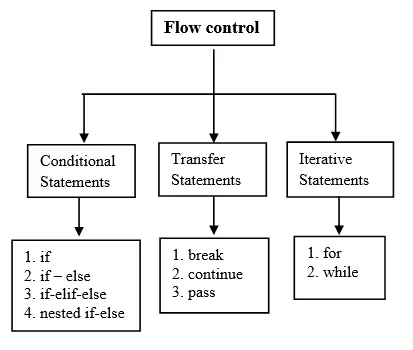 Flow control
Conditional
Statements
Transfer
Statements
Iterative
Statements
1. if
2. if – else
3. if-elif-else
4. nested if-else
1. break
2. continue
3. pass
1. for
2. while